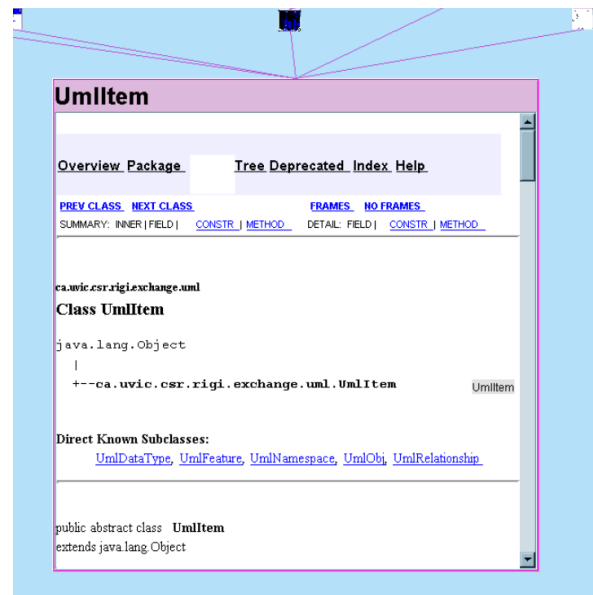 UmlItem
Overview Package Tree Deprecated Index Help
PREV CLASS NEXT CLASS FRAMES NO FRAMES
SUMMARY: INNER | FIELD | CONSTR | METHOD DETAIL: FIELD | CONSTR | METHOD
ca.uvic.csr.rigi.exchange.uml
Class UmlItem
java.lang.Object
|
+--ca.uvic.csr.rigi.exchange.uml.UmlItem
UmlItem
Direct Known Subclasses:
UmlDataType, UmlFeature, UmlNamespace, UmlObj, UmlRelationship
public abstract class UmlItem
extends java.lang.Object